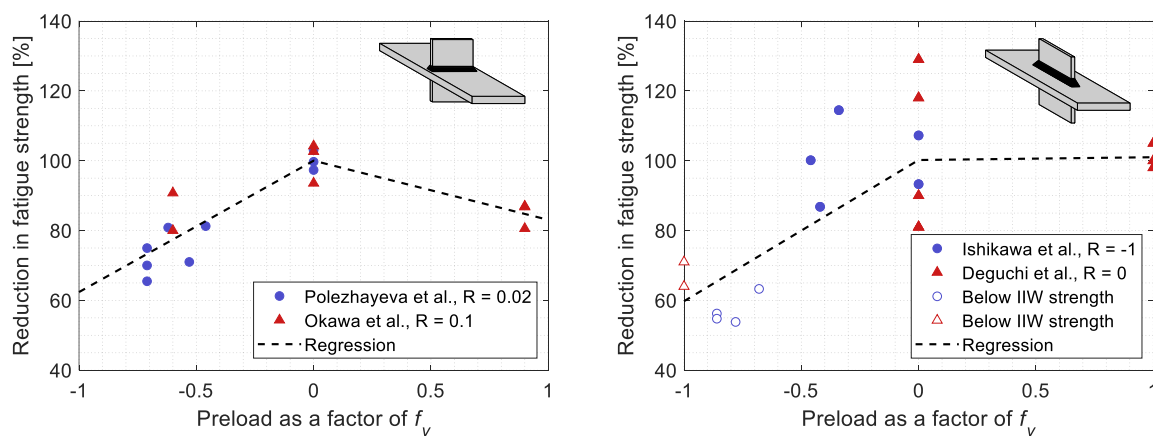 Reduction in fatigue strength [%]
140
120
100
80
60
40
-1
-0.5
0
0.5
1
Preload as a factor of f_y
Polezhayeva et al., R = 0.02
Okawa et al., R = 0.1
Regression
Reduction in fatigue strength [%]
140
120
100
80
60
40
-1
-0.5
0
0.5
1
Preload as a factor of f_y
Ishikawa et al., R = -1
Deguchi et al., R = 0
Below IIW strength
Below IIW strength
Regression